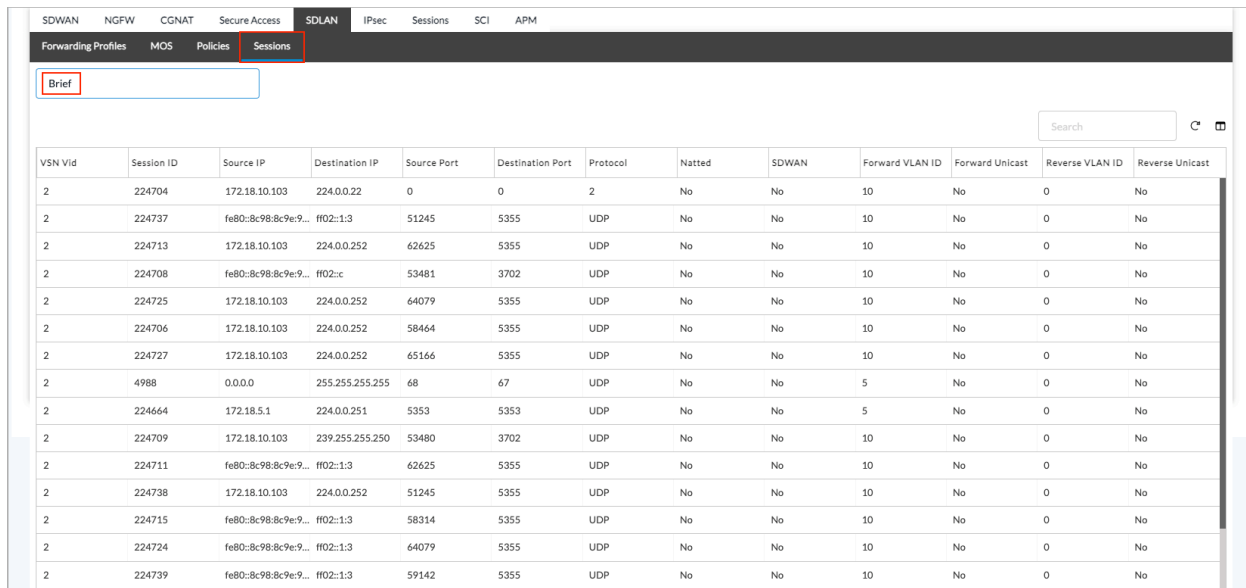 SDWAN NGFW CGNAT Secure Access SDLAN IPsec Sessions SCI APM
Forwarding Profiles MOS Policies Sessions
Brief
Search
VSN Vid Session ID Source IP Destination IP Source Port Destination Port Protocol Natted SDWAN Forward VLAN ID Forward Unicast Reverse VLAN ID Reverse Unicast
2 224704 172.18.10.103 224.0.0.22 0 0 2 No No 10 No 0 No
2 224737 fe80::8c98:8c9e:9... ff02::1:3 51245 5355 UDP No No 10 No 0 No
2 224713 172.18.10.103 224.0.0.252 62625 5355 UDP No No 10 No 0 No
2 224708 fe80::8c98:8c9e:9... ff02::c 53481 3702 UDP No No 10 No 0 No
2 224725 172.18.10.103 224.0.0.252 64079 5355 UDP No No 10 No 0 No
2 224706 172.18.10.103 224.0.0.252 58464 5355 UDP No No 10 No 0 No
2 224727 172.18.10.103 224.0.0.252 65166 5355 UDP No No 10 No 0 No
2 4988 0.0.0.0 255.255.255.255 68 67 UDP No No 5 No 0 No
2 224664 172.18.5.1 224.0.0.251 5353 5353 UDP No No 5 No 0 No
2 224709 172.18.10.103 239.255.255.250 53480 3702 UDP No No 10 No 0 No
2 224711 fe80::8c98:8c9e:9... ff02::1:3 62625 5355 UDP No No 10 No 0 No
2 224738 172.18.10.103 224.0.0.252 51245 5355 UDP No No 10 No 0 No
2 224715 fe80::8c98:8c9e:9... ff02::1:3 58314 5355 UDP No No 10 No 0 No
2 224724 fe80::8c98:8c9e:9... ff02::1:3 64079 5355 UDP No No 10 No 0 No
2 224739 fe80::8c98:8c9e:9... ff02::1:3 59142 5355 UDP No No 10 No 0 No